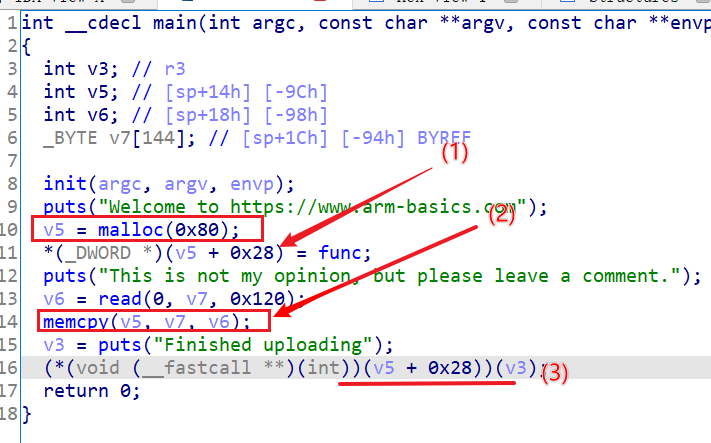 int __cdecl main(int argc, const char **argv, const char **envp
1
2 {
3 int v3; // r3
4 int v5; // [sp+14h] [-9Ch]
5 int v6; // [sp+18h] [-98h]
6 _BYTE v7[144]; // [sp+1Ch] [-94h] BYREF
7
(1)
8 init(argc, argv, envp);
9 puts("Welcome to https://www.arm-basics.com");
(2)
10 v5 = malloc(0x80);
11 *(_DWORD *)(v5 + 0x28) = func;
12 puts("This is not my opinion, but please leave a comment.");
13 v6 = read(0, v7, 0x120);
14 memcpy(v5, v7, v6);
15 v3 = puts("Finished uploading");
16 (*(void (__fastcall **)(int))(v5 + 0x28))(v3);
(3)
17 return 0;
18 }